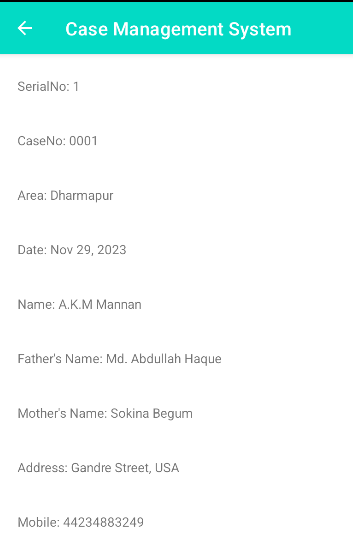 Case Management System
SerialNo: 1
CaseNo: 0001
Area: Dharmapur
Date: Nov 29, 2023
Name: A.K.M Mannan
Father's Name: Md. Abdullah Haque
Mother's Name: Sokina Begum
Address: Gandre Street, USA
Mobile: 44234883249